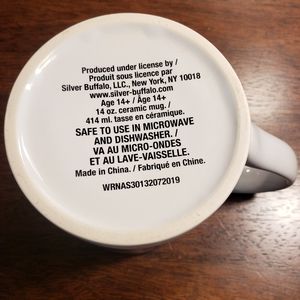 Produced under license by /
Produit sous licence par
Silver Buffalo, LLC., New York, NY 10018
www.silver-buffalo.com
Age 14+ / Âge 14+
14 oz. ceramic mug. /
414 ml. tasse en céramique.
SAFE TO USE IN MICROWAVE
AND DISHWASHER. /
VA AU MICRO-ONDES
ET AU LAVE-VAISSELLE.
Made in China. / Fabriqué en Chine.
WRNAS30132072019